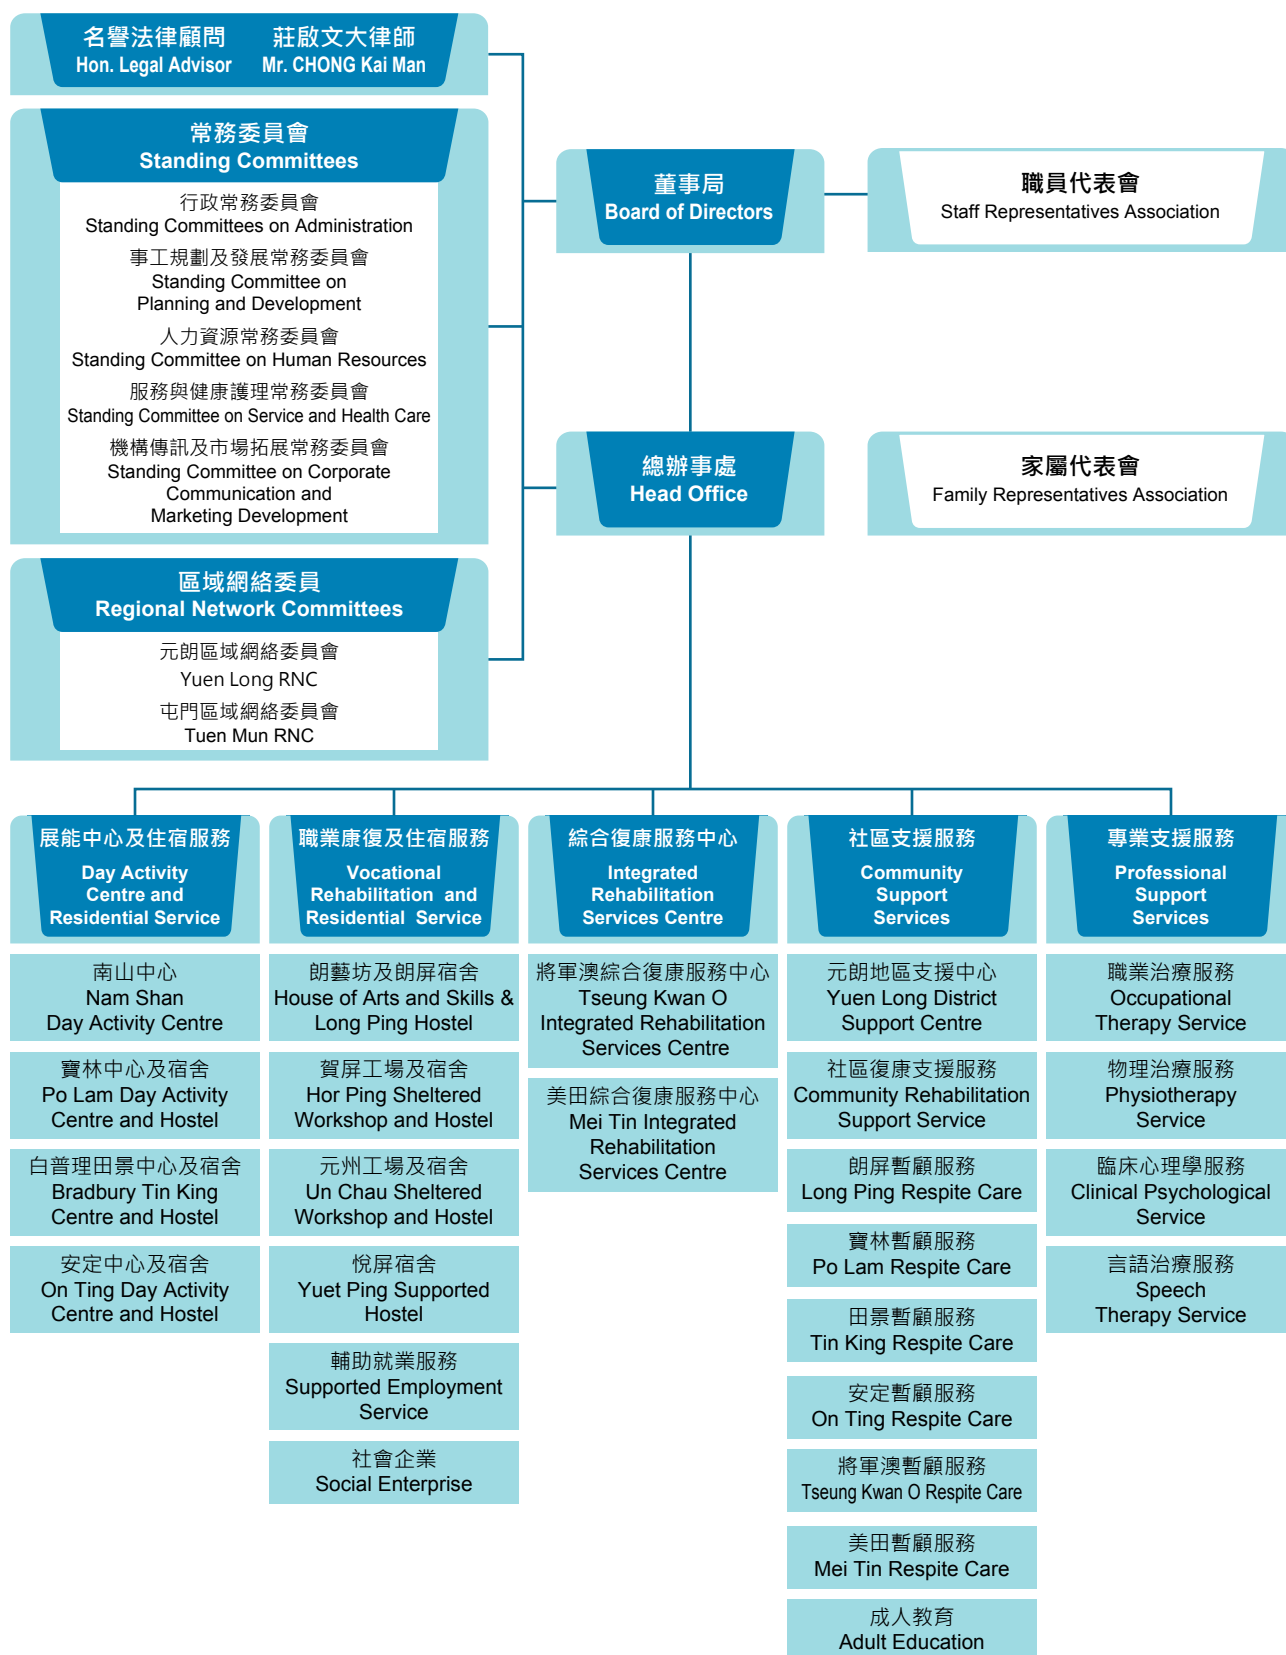 名譽法律顧問 莊啟文大律師
Hon. Legal Advisor Mr. CHONG Kai Man
常務委員會
Standing Committees
行政常務委員會
Standing Committees on Administration
事工規劃及發展常務委員會
Standing Committee on
Planning and Development
人力資源常務委員會
Standing Committee on Human Resources
服務與健康護理常務委員會
Standing Committee on Service and Health Care
機構傳訊及市場拓展常務委員會
Standing Committee on Corporate
Communication and
Marketing Development
區域網絡委員
Regional Network Committees
元朗區域網絡委員會
Yuen Long RNC
屯門區域網絡委員會
Tuen Mun RNC
董事局
Board of Directors
職員代表會
Staff Representatives Association
總辦事處
Head Office
家屬代表會
Family Representatives Association
展能中心及住宿服務
Day Activity
Centre and
Residential Service
南山中心
Nam Shan
Day Activity Centre
寶林中心及宿舍
Po Lam Day Activity
Centre and Hostel
白普理田景中心及宿舍
Bradbury Tin King
Centre and Hostel
安定中心及宿舍
On Ting Day Activity
Centre and Hostel
職業康復及住宿服務
Vocational
Rehabilitation and
Residential Service
朗藝坊及朗屏宿舍
House of Arts and Skills &
Long Ping Hostel
賀屏工場及宿舍
Hor Ping Sheltered
Workshop and Hostel
元州工場及宿舍
Un Chau Sheltered
Workshop and Hostel
悅屏宿舍
Yuet Ping Supported
Hostel
輔助就業服務
Supported Employment
Service
社會企業
Social Enterprise
綜合復康服務中心
Integrated
Rehabilitation
Services Centre
將軍澳綜合復康服務中心
Tseung Kwan O
Integrated Rehabilitation
Services Centre
美田綜合復康服務中心
Mei Tin Integrated
Rehabilitation
Services Centre
社區支援服務
Community
Support
Services
元朗地區支援中心
Yuen Long District
Support Centre
社區復康支援服務
Community Rehabilitation
Support Service
朗屏暫顧服務
Long Ping Respite Care
寶林暫顧服務
Po Lam Respite Care
田景暫顧服務
Tin King Respite Care
安定暫顧服務
On Ting Respite Care
將軍澳暫顧服務
Tseung Kwan O Respite Care
美田暫顧服務
Mei Tin Respite Care
成人教育
Adult Education
專業支援服務
Professional
Support
Services
職業治療服務
Occupational
Therapy Service
物理治療服務
Physiotherapy
Service
臨床心理學服務
Clinical Psychological
Service
言語治療服務
Speech
Therapy Service